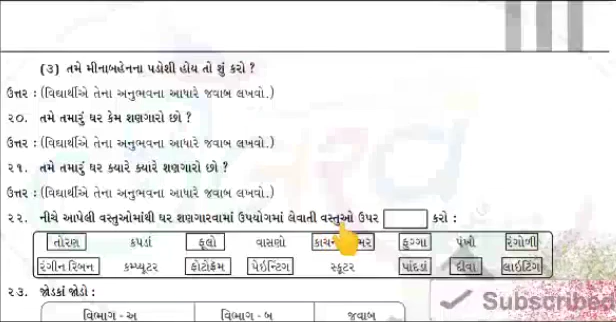 (૩) તમે મીનાબહેનના પડોશી હોય તો શું કરો ?
ઉત્તર : (વિદ્યાર્થીએ તેના અનુભવના આધારે જવાબ લખવો.)
૨૦. તમે તમારું ઘર કેમ શણગારો છો ?
ઉત્તર : (વિદ્યાર્થીએ તેના અનુભવના આધારે જવાબ લખવો.)
૨૧. તમે તમારું ઘર ક્યારે ક્યારે શણગારો છો ?
ઉત્તર : (વિદ્યાર્થીએ તેના અનુભવના આધારે જવાબ લખવો.)
૨૨. નીચે આપેલી વસ્તુઓમાંથી ઘર શણગારવામાં ઉપયોગમાં લેવાતી વસ્તુઓ ઉપર કરો :
તોરણ કપડાં ફૂલો વાસણો ફુગ્ગા પંખી રંગોળી
રંગીન રિબન કમ્પ્યૂટર ફોટોફ્રેમ પેઇન્ટિગ સ્કૂટર પાંદડાં દીવા લાઇટિંગ
૨૩. જોડકાં જોડો :
વિભાગ - અ વિભાગ - બ જવાબ
Subscribed